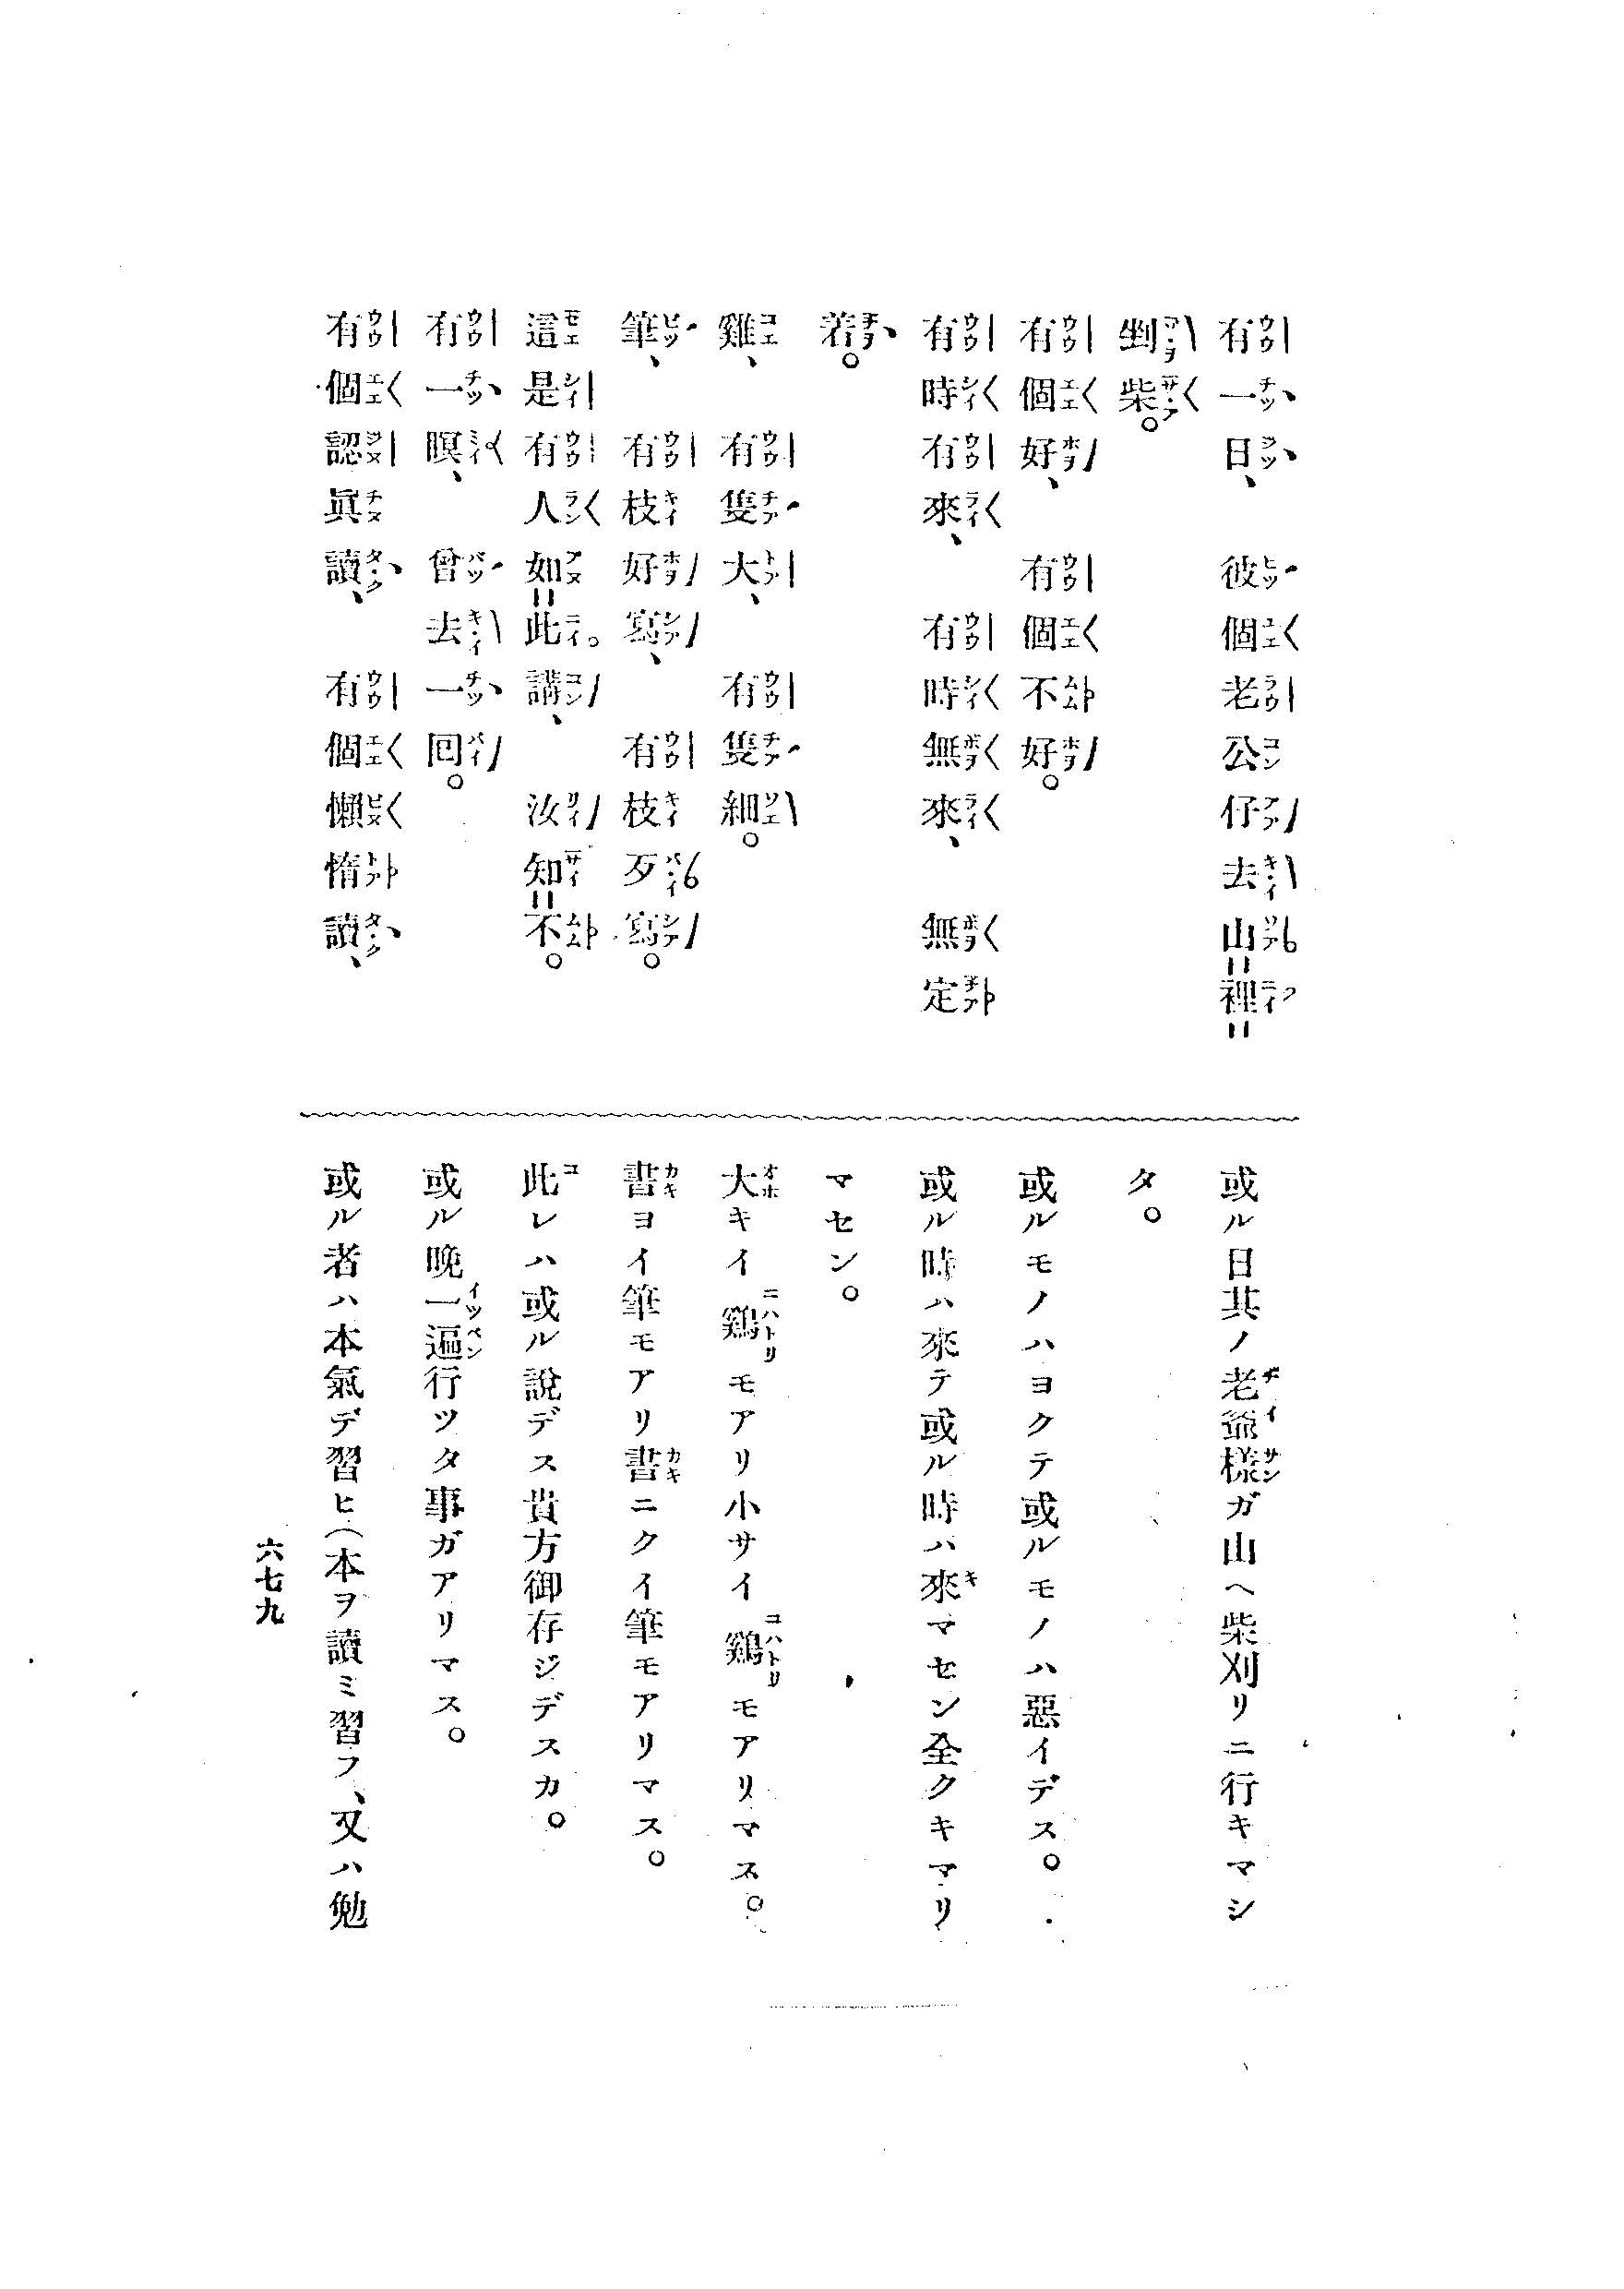 有一日、彼個老公仔去山＝裡＝
剉柴。
有個好、有個不好。
有時有來、有時無來、無定
着。
雞、有隻大、有隻細。
筆、有枝好寫、有枝歹寫。
這是有人如＝此講、汝知＝不。
有一暝、曾去一囘。
有個認眞讀、有個懶惰讀、
或ル日其ノ老爺樣ガ山ヘ柴刈リニ行キマシ
タ。
或ルモノハヨクテ或ルモノハ惡イデス。
或ル時ハ來テ或ル時ハ來マセン全クキマリ
マセン。
大キイ鷄モアリ小サイ鷄モアリマス。
書ヨイ筆モアリ書ニクイ筆モアリマス。
此レハ或ル說デス貴方御存ジデスカ。
或ル晚一遍行ツタ事ガアリマス。
或ル者ハ本氣デ習ヒ（本ヲ讀ミ習フ、又ハ勉
六七九